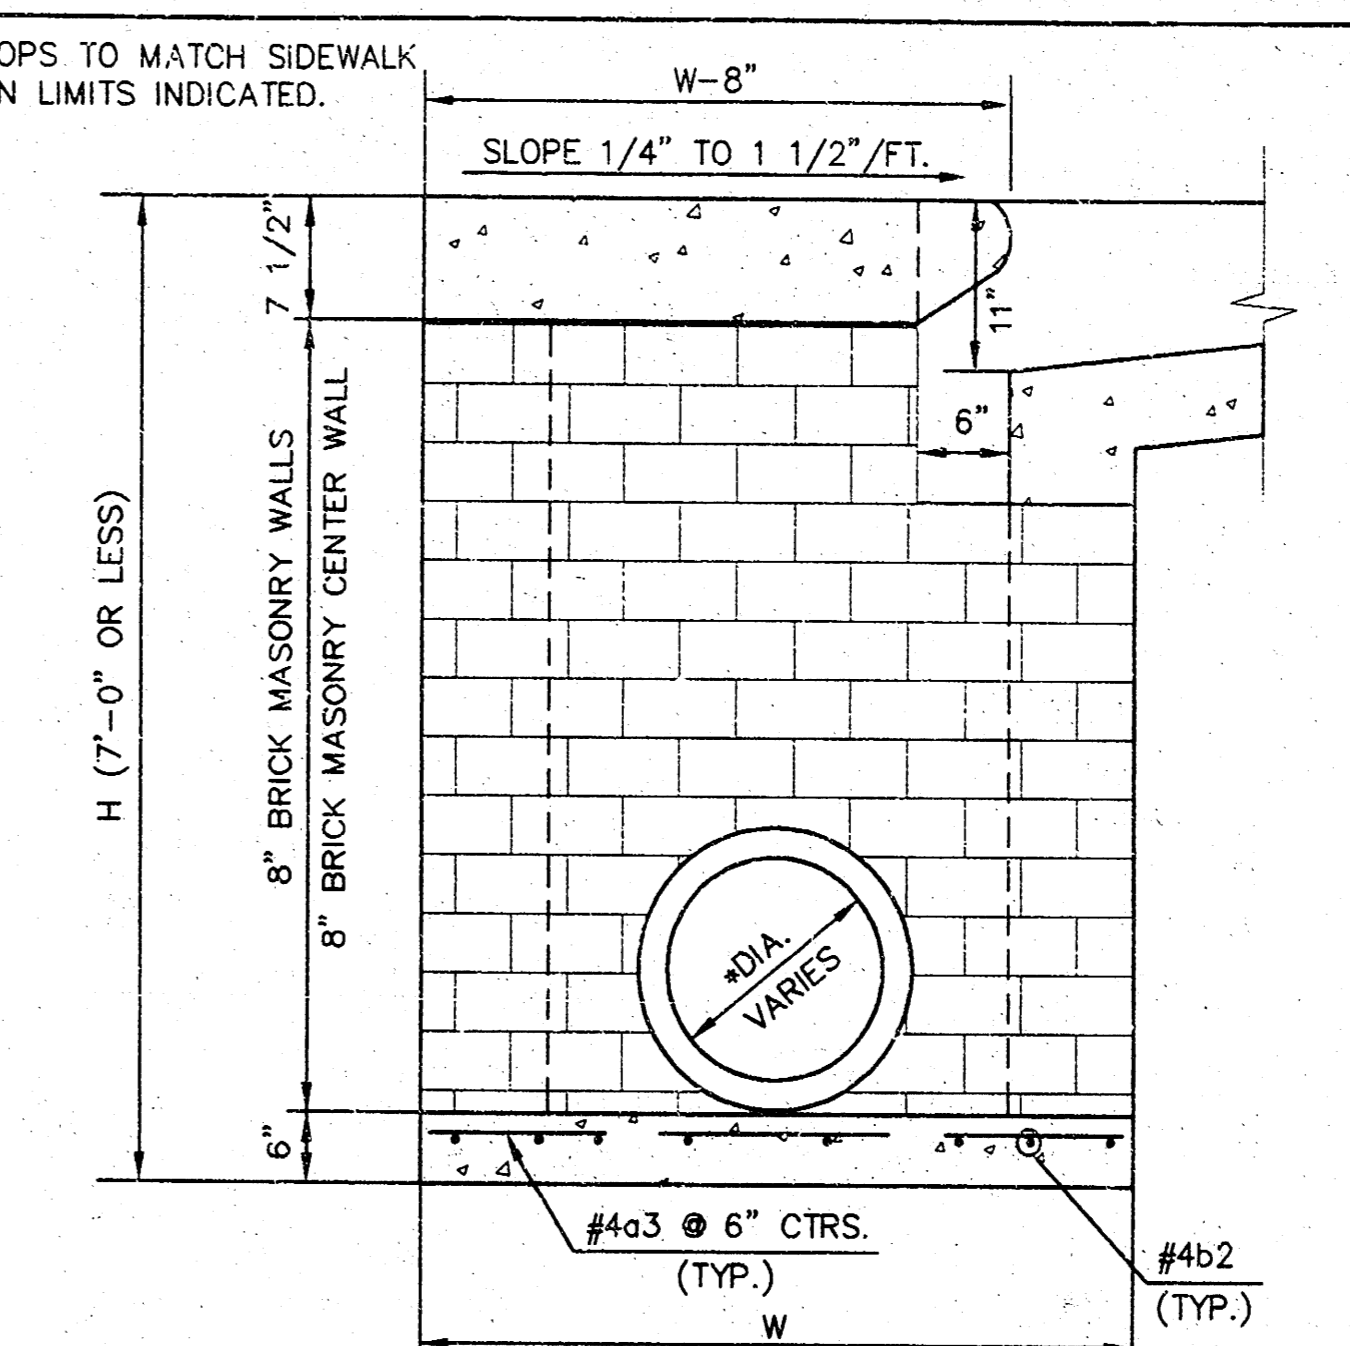 OPS TO MATCH SIDEWALK
N LIMITS INDICATED.
W-8"
SLOPE 1/4" TO 1 1/2"/FT.
7 1/2"
11"
6"
H (7'-0" OR LESS)
8" BRICK MASONRY WALLS
8" BRICK MASONRY CENTER WALL
*DIA.
VARIES
6"
#4a3 @ 6" CTRS.
(TYP.)
#4b2
(TYP.)
W